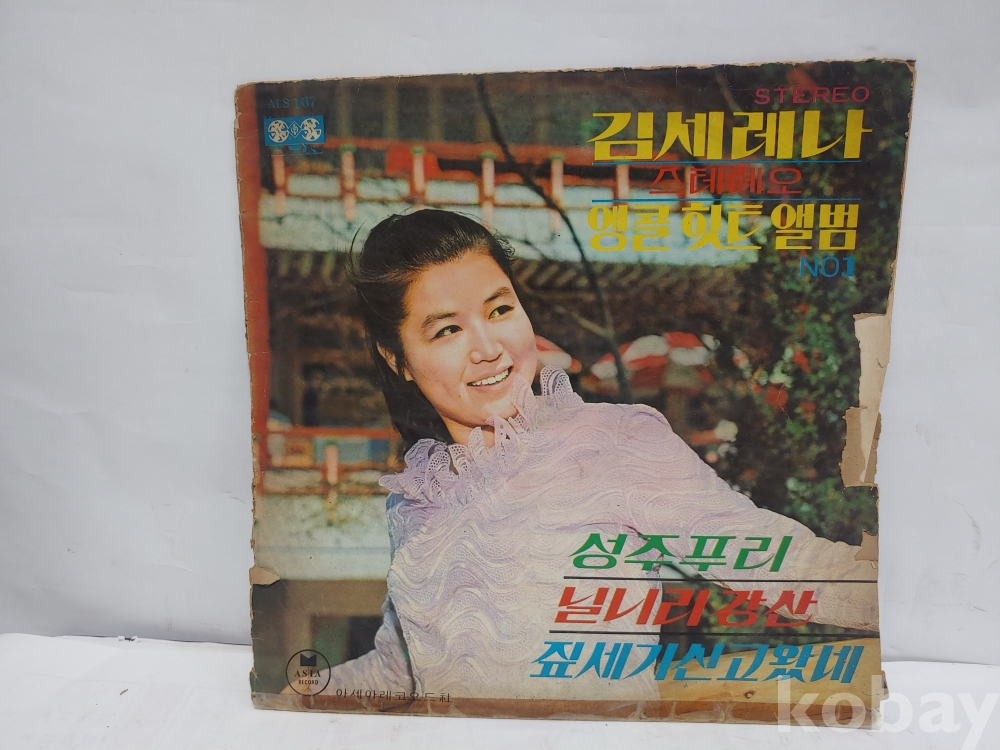 ALS 107
STEREO
김세레나
스테레오
앵콜 힛트 앨범
NO1
성주푸리
닐니리강산
짚세기신고왔네
ASIA
RECORD
아세아레코오드社
kobay